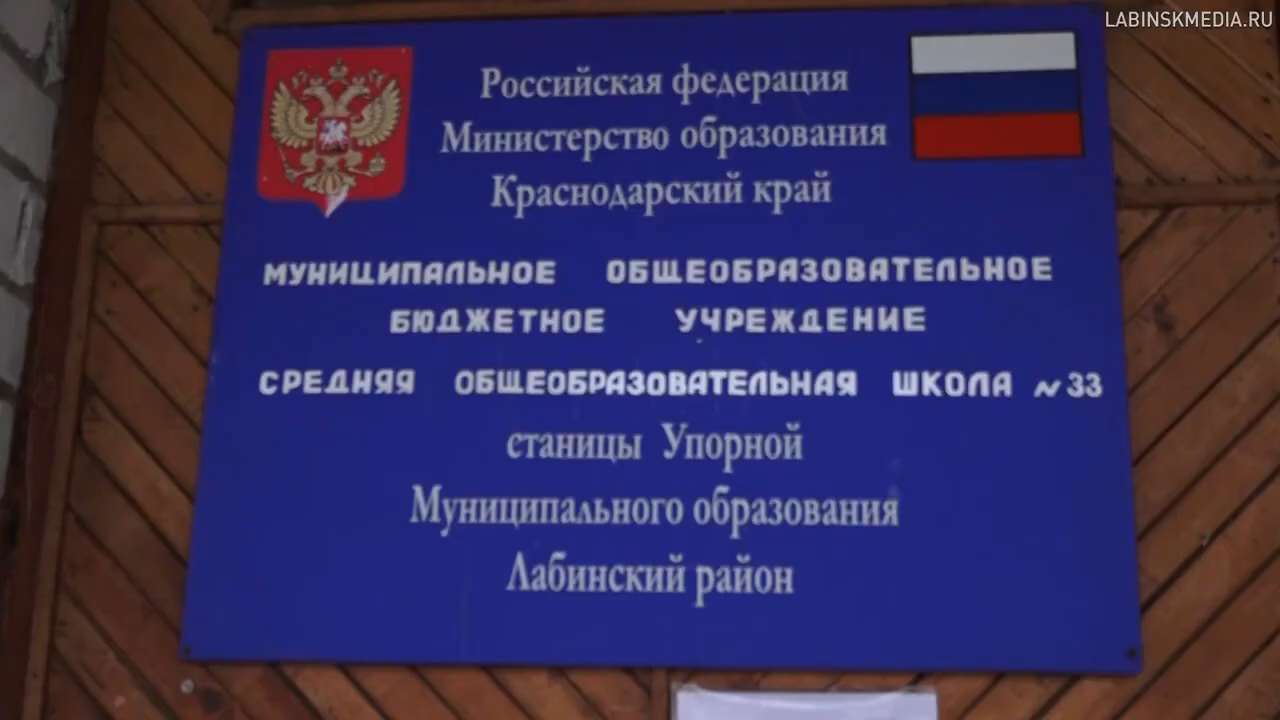 LABINSKMEDIA.RU
Российская федерация
Министерство образования
Краснодарский край
МУНИЦИПАЛЬНОЕ ОБЩЕОБРАЗОВАТЕЛЬНОЕ
БЮДЖЕТНОЕ УЧРЕЖДЕНИЕ
СРЕДНЯЯ ОБЩЕОБРАЗОВАТЕЛЬНАЯ ШКОЛА N 33
станицы Упорной
Муниципального образования
Лабинский район